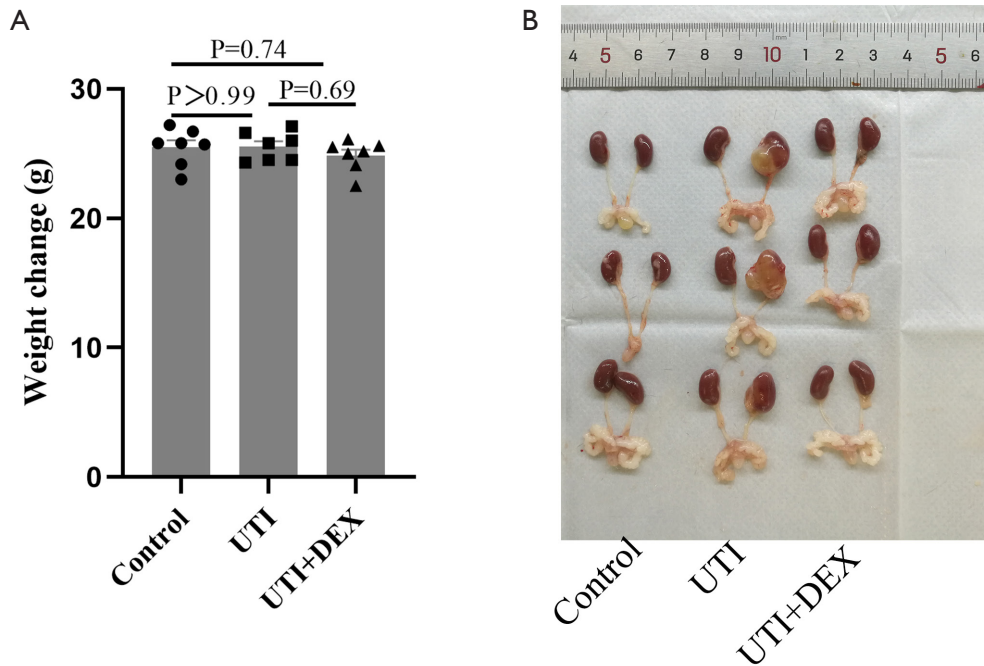 A
B
P=0.74
P>0.99
P=0.69
30
20
10
0
Weight change (g)
Control
UTI
UTI+DEX
mm
4 5 6 7 8 9 10 1 2 3 4 5 6
Control
UTI
UTI+DEX